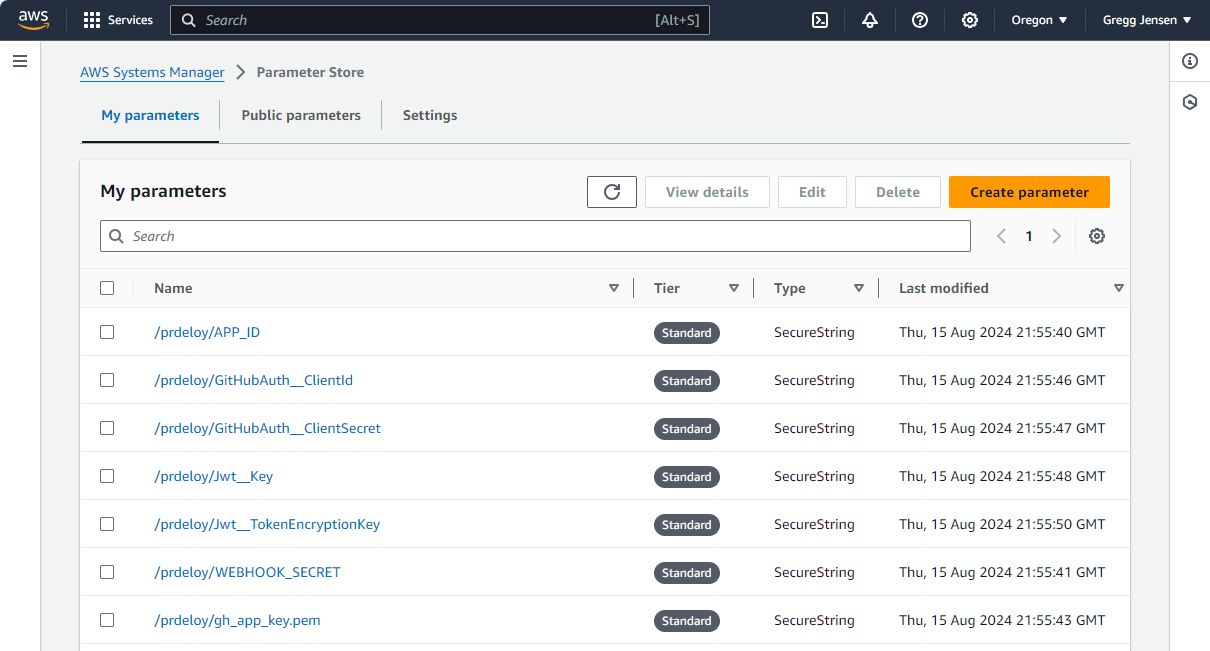 aws Services Search [Alt+S] Oregon Gregg Jensen
AWS Systems Manager Parameter Store
My parameters Public parameters Settings
My parameters View details Edit Delete Create parameter
Search 1
Name Tier Type Last modified
/prdeloy/APP_ID Standard SecureString Thu, 15 Aug 2024 21:55:40 GMT
/prdeloy/GitHubAuth__ClientId Standard SecureString Thu, 15 Aug 2024 21:55:46 GMT
/prdeloy/GitHubAuth__ClientSecret Standard SecureString Thu, 15 Aug 2024 21:55:47 GMT
/prdeloy/Jwt__Key Standard SecureString Thu, 15 Aug 2024 21:55:48 GMT
/prdeloy/Jwt__TokenEncryptionKey Standard SecureString Thu, 15 Aug 2024 21:55:50 GMT
/prdeloy/WEBHOOK_SECRET Standard SecureString Thu, 15 Aug 2024 21:55:41 GMT
/prdeloy/gh_app_key.pem Standard SecureString Thu, 15 Aug 2024 21:55:43 GMT